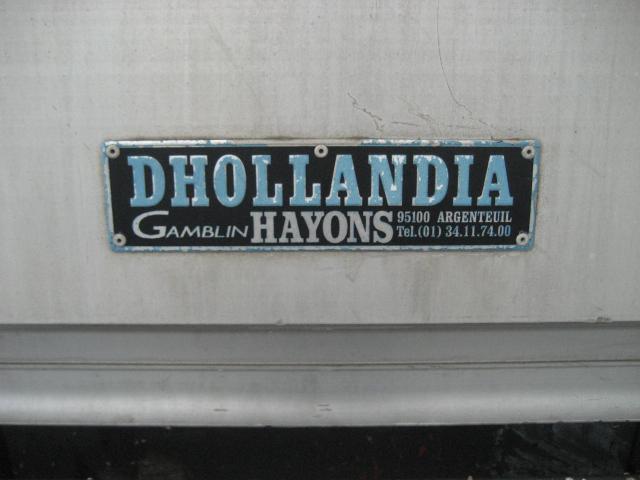 DHOLLANDIA
GAMBLIN HAYONS 95100 ARGENTEUIL
Tel.(01) 34.11.74.00